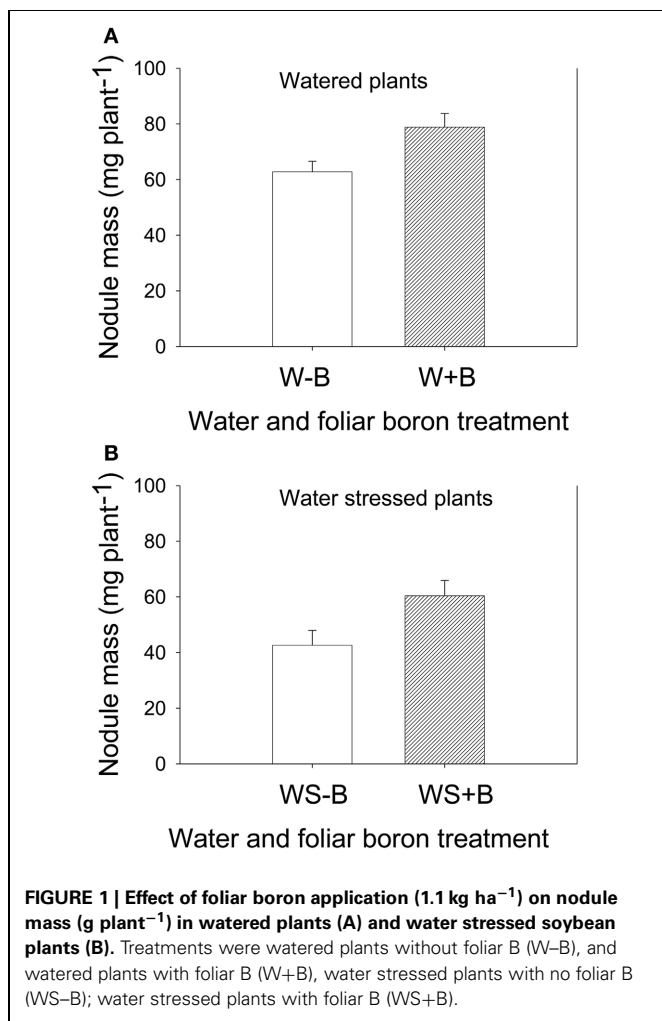 A
Watered plants
100
80
60
40
20
0
Nodule mass (mg plant-1)
W-B W+B
Water and foliar boron treatment
B
Water stressed plants
100
80
60
40
20
0
Nodule mass (mg plant-1)
WS-B WS+B
Water and foliar boron treatment
FIGURE 1 | Effect of foliar boron application (1.1 kg ha⁻¹) on nodule
mass (g plant⁻¹) in watered plants (A) and water stressed soybean
plants (B). Treatments were watered plants without foliar B (W–B), and
watered plants with foliar B (W+B), water stressed plants with no foliar B
(WS–B); water stressed plants with foliar B (WS+B).